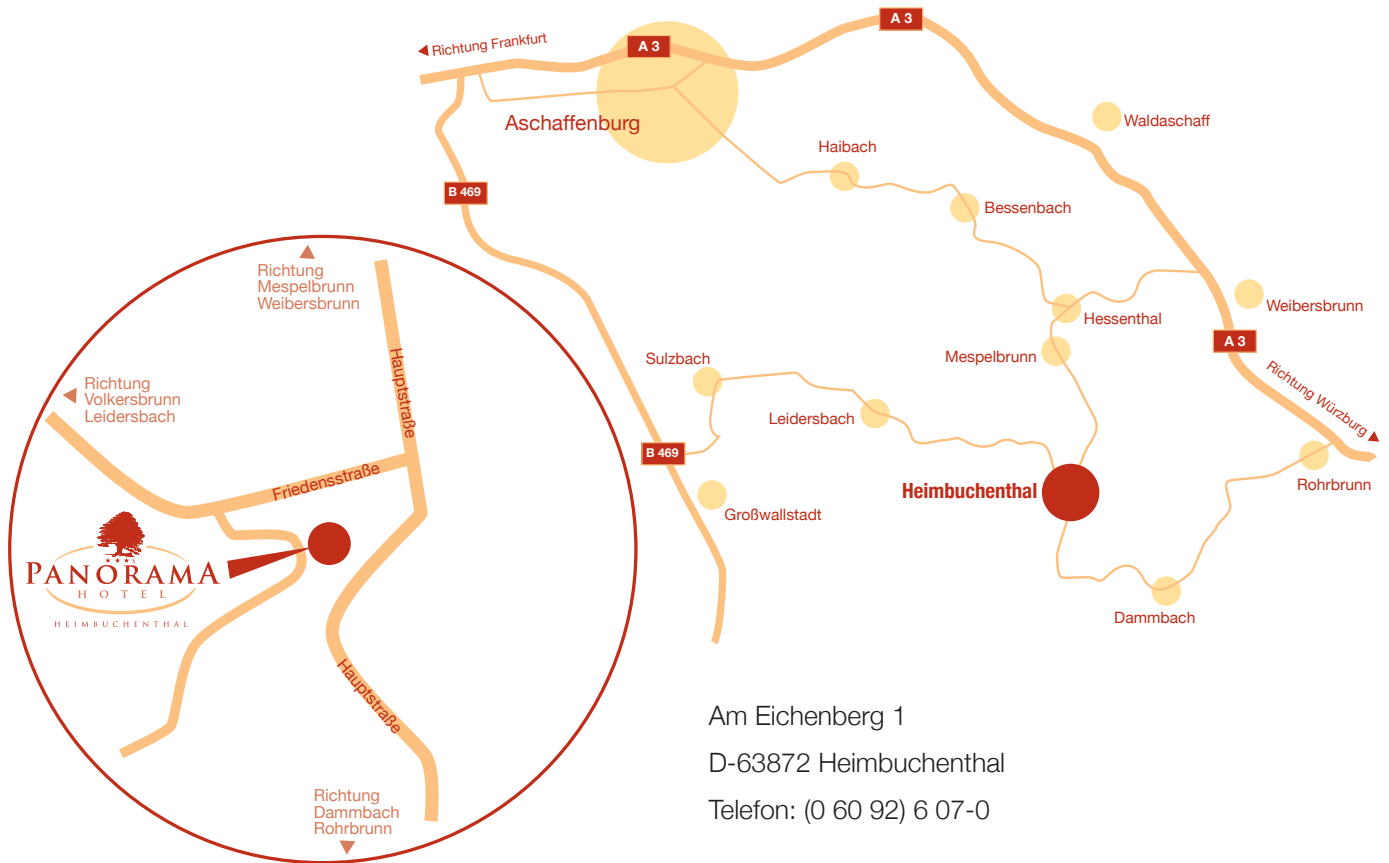 Richtung Frankfurt
A 3
A 3
Aschaffenburg
Waldaschaff
Haibach
B 469
Bessenbach
Richtung
Mespelbrunn
Weibersbrunn
Weibersbrunn
Hessenthal
A 3
Mespelbrunn
Sulzbach
Hauptstraße
Richtung
Volkersbrunn
Leidersbach
Richtung Würzburg
Leidersbach
B 469
Friedensstraße
Rohrbrunn
Heimbuchenthal
Großwallstadt
★★★S
PANORAMA
HOTEL
HEIMBUCHENTHAL
Dammbach
Hauptstraße
Richtung
Dammbach
Rohrbrunn
Am Eichenberg 1
D-63872 Heimbuchenthal
Telefon: (0 60 92) 6 07-0